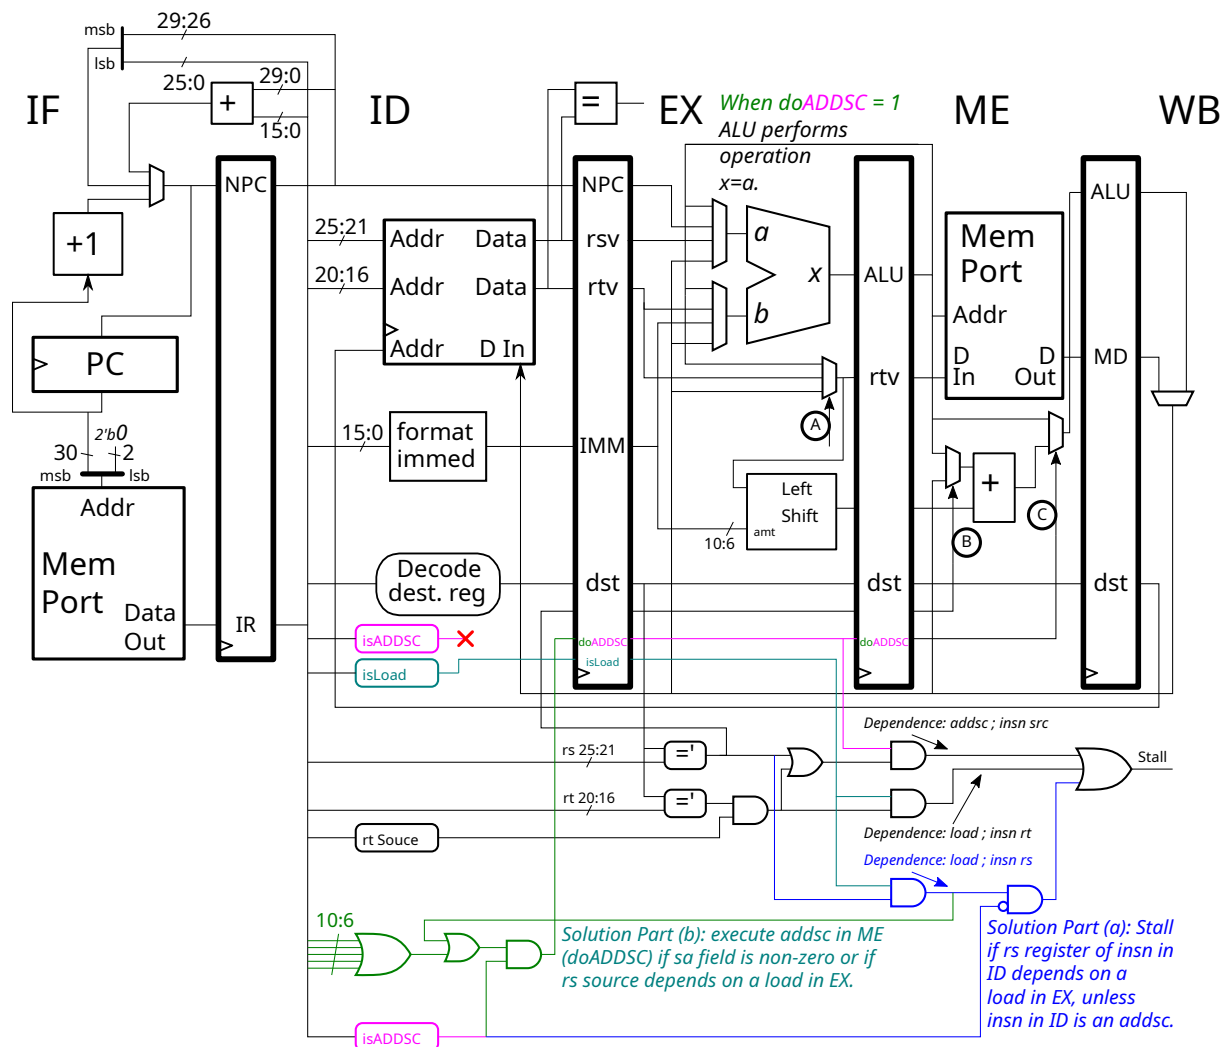 29:26
msb
lsb
25:0
29:0
15:0
+
IF
ID
=
EX
When doADDSC = 1
ALU performs
operation
x=a.
ME
WB
NPC
NPC
ALU
+1
25:21
Addr
Data
rsv
a
Mem
Port
20:16
Addr
Data
rtv
b
x
ALU
Addr
Addr
D In
PC
D
In
D
Out
MD
rtv
2'b0
30
2
msb
lsb
15:0
format
immed
IMM
A
Addr
Mem
Port
Data
Out
IR
Left
Shift
amt
10:6
+
B
C
Decode
dest. reg
dst
dst
dst
isADDSC
doADDSC
doADDSC
isLoad
isLoad
Dependence: addsc ; insn src
rs 25:21
='
Stall
rt 20:16
='
rt Souce
Dependence: load ; insn rt
Dependence: load ; insn rs
10:6
Solution Part (b): execute addsc in ME
(doADDSC) if sa field is non-zero or if
rs source depends on a load in EX.
Solution Part (a): Stall
if rs register of insn in
ID depends on a
load in EX, unless
insn in ID is an addsc.
isADDSC